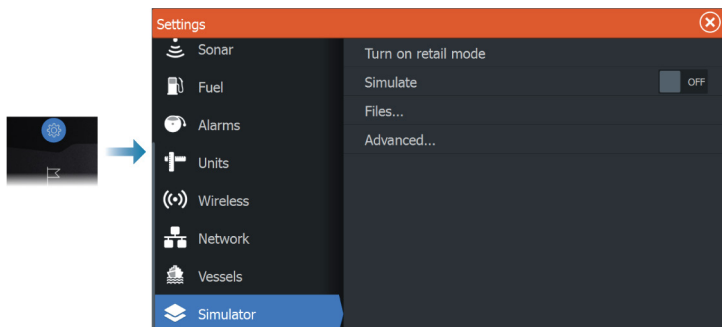 Settings
Sonar
Fuel
Alarms
Units
Wireless
Network
Vessels
Simulator
Turn on retail mode
Simulate OFF
Files...
Advanced...